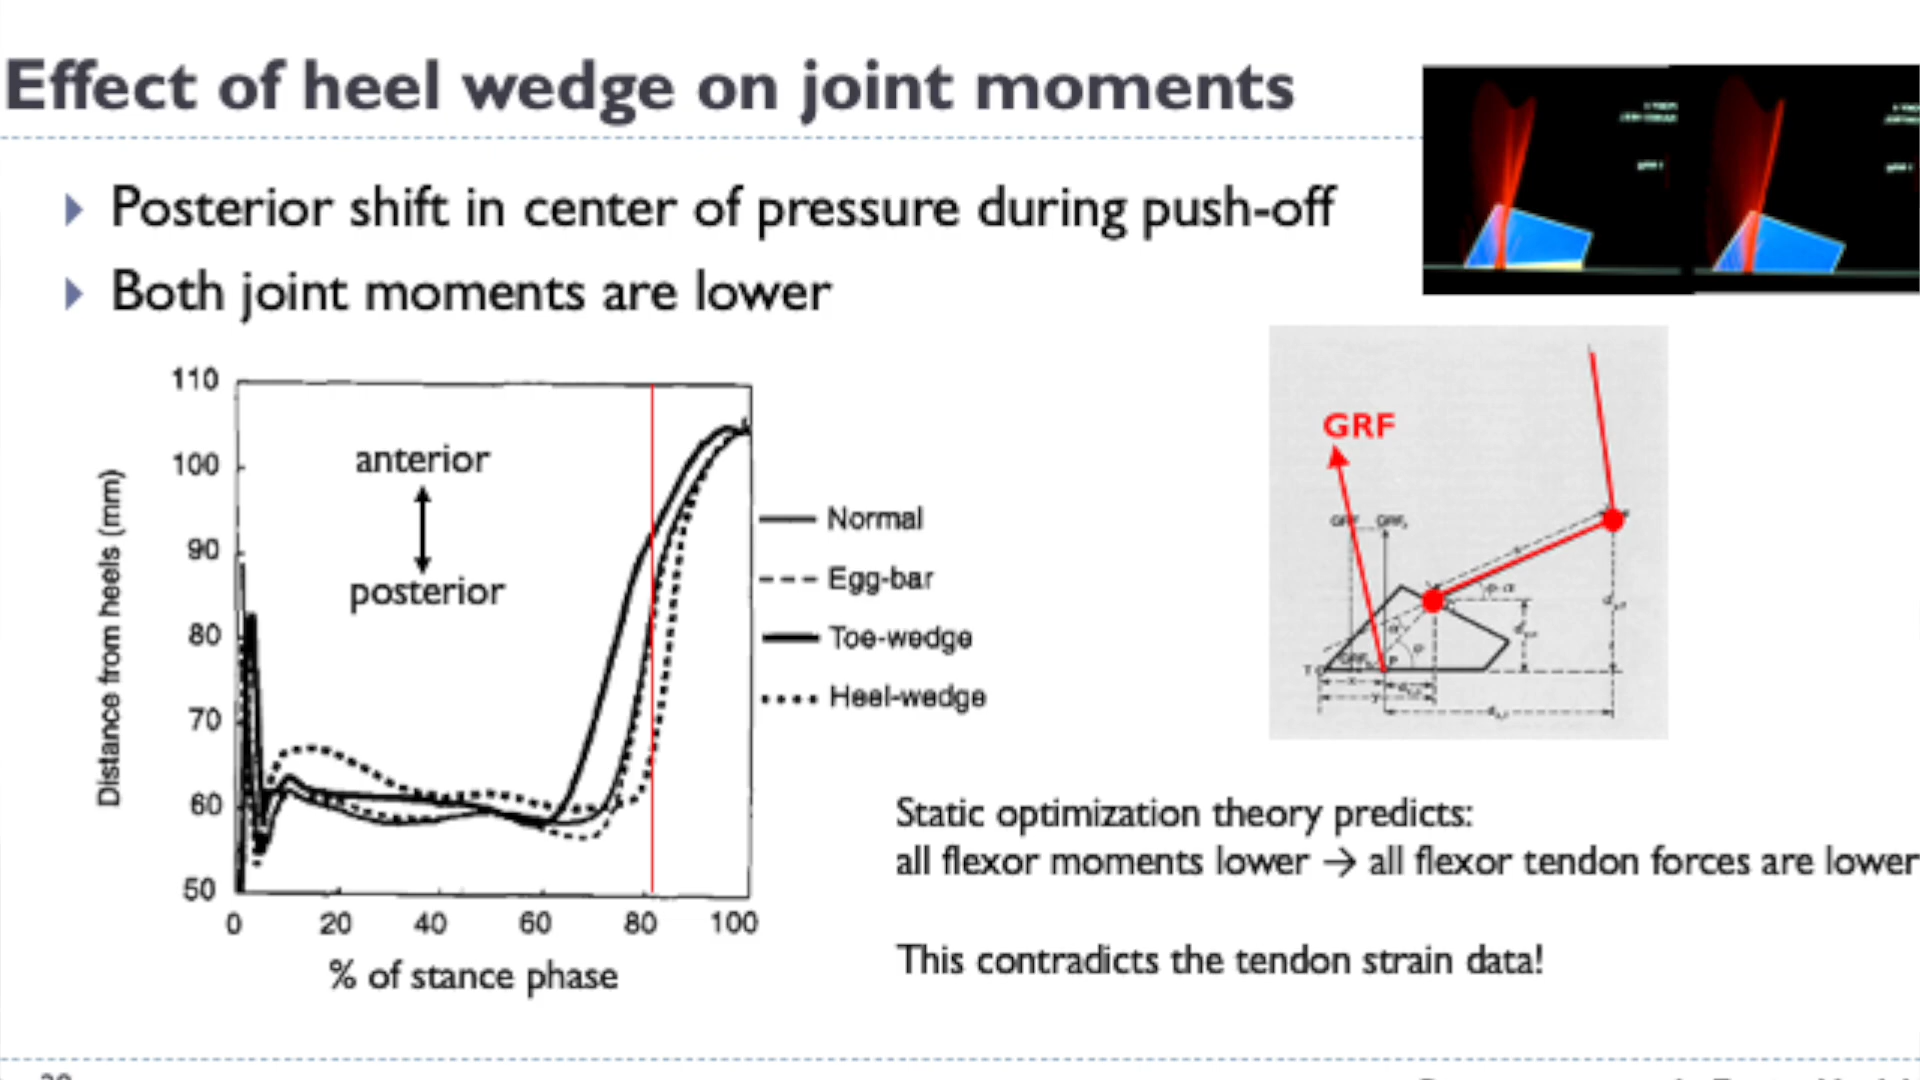 Effect of heel wedge on joint moments
Posterior shift in center of pressure during push-off
Both joint moments are lower
110
100
90
80
70
60
50
Distance from heels (mm)
anterior
posterior
0 20 40 60 80 100
% of stance phase
Normal
Egg-bar
Toe-wedge
Heel-wedge
GRF
Static optimization theory predicts:
all flexor moments lower → all flexor tendon forces are lower
This contradicts the tendon strain data!